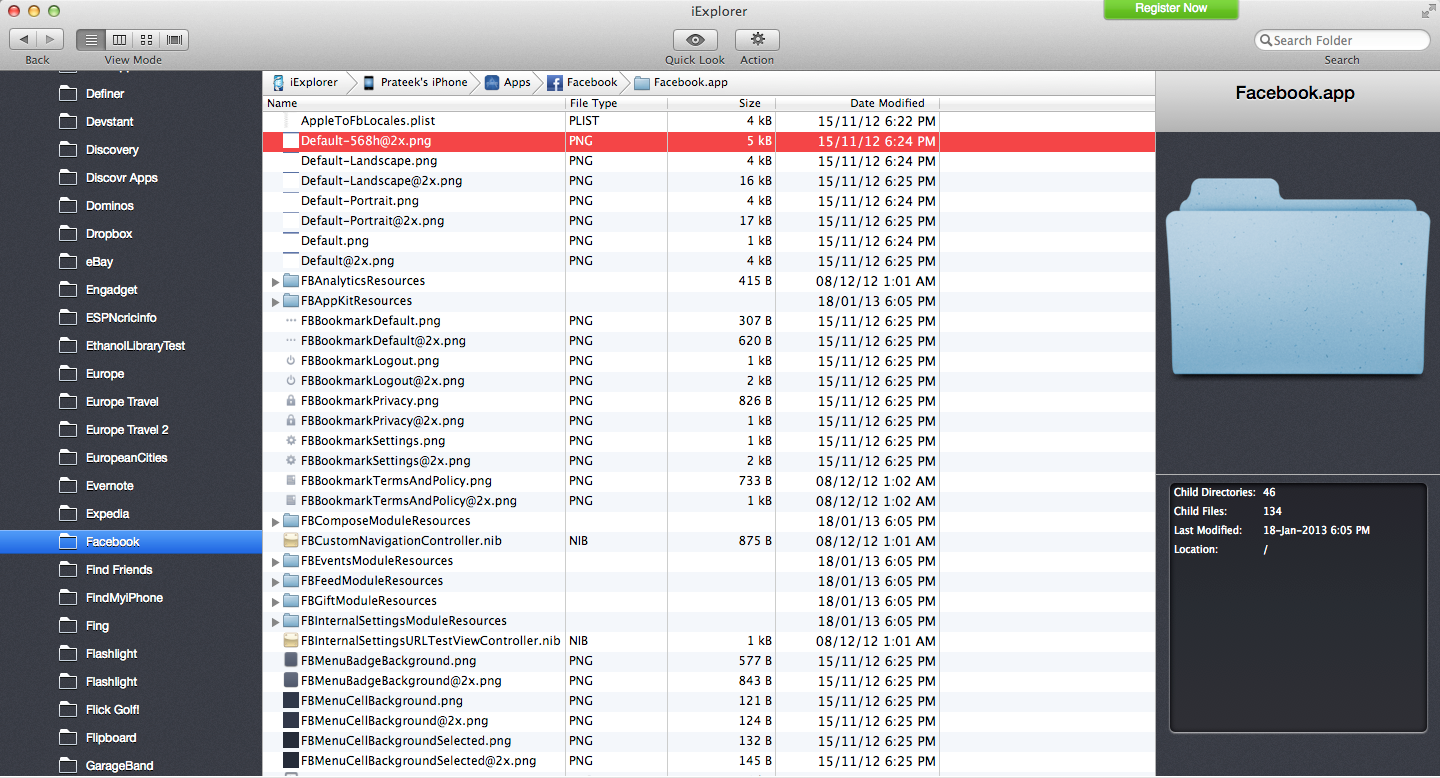 iExplorer
Register Now
Back
View Mode
Quick Look
Action
Search Folder
Search
Definer
Devstant
Discovery
Discovr Apps
Dominos
Dropbox
eBay
Engadget
ESPNcricinfo
EthanolLibraryTest
Europe
Europe Travel
Europe Travel 2
EuropeanCities
Evernote
Expedia
Facebook
Find Friends
FindMyiPhone
Fing
Flashlight
Flashlight
Flick Golf!
Flipboard
GarageBand
iExplorer Prateek's iPhone Apps Facebook Facebook.app
Name File Type Size Date Modified
AppleToFbLocales.plist PLIST 4 kB 15/11/12 6:22 PM
Default-568h@2x.png PNG 5 kB 15/11/12 6:24 PM
Default-Landscape.png PNG 4 kB 15/11/12 6:24 PM
Default-Landscape@2x.png PNG 16 kB 15/11/12 6:25 PM
Default-Portrait.png PNG 4 kB 15/11/12 6:24 PM
Default-Portrait@2x.png PNG 17 kB 15/11/12 6:25 PM
Default.png PNG 1 kB 15/11/12 6:24 PM
Default@2x.png PNG 4 kB 15/11/12 6:25 PM
FBAnalyticsResources 415 B 08/12/12 1:01 AM
FBAppKitResources 18/01/13 6:05 PM
FBBookmarkDefault.png PNG 307 B 15/11/12 6:25 PM
FBBookmarkDefault@2x.png PNG 620 B 15/11/12 6:25 PM
FBBookmarkLogout.png PNG 1 kB 15/11/12 6:25 PM
FBBookmarkLogout@2x.png PNG 2 kB 15/11/12 6:25 PM
FBBookmarkPrivacy.png PNG 826 B 15/11/12 6:25 PM
FBBookmarkPrivacy@2x.png PNG 1 kB 15/11/12 6:25 PM
FBBookmarkSettings.png PNG 1 kB 15/11/12 6:25 PM
FBBookmarkSettings@2x.png PNG 2 kB 15/11/12 6:25 PM
FBBookmarkTermsAndPolicy.png PNG 733 B 08/12/12 1:02 AM
FBBookmarkTermsAndPolicy@2x.png PNG 1 kB 08/12/12 1:02 AM
FBComposeModuleResources 18/01/13 6:05 PM
FBCustomNavigationController.nib NIB 875 B 08/12/12 1:01 AM
FBEventsModuleResources 18/01/13 6:05 PM
FBFeedModuleResources 18/01/13 6:05 PM
FBGiftModuleResources 18/01/13 6:05 PM
FBInternalSettingsModuleResources 18/01/13 6:05 PM
FBInternalSettingsURLTestViewController.nib NIB 1 kB 08/12/12 1:01 AM
FBMenuBadgeBackground.png PNG 577 B 15/11/12 6:25 PM
FBMenuBadgeBackground@2x.png PNG 843 B 15/11/12 6:25 PM
FBMenuCellBackground.png PNG 121 B 15/11/12 6:25 PM
FBMenuCellBackground@2x.png PNG 124 B 15/11/12 6:25 PM
FBMenuCellBackgroundSelected.png PNG 132 B 15/11/12 6:25 PM
FBMenuCellBackgroundSelected@2x.png PNG 145 B 15/11/12 6:25 PM
Facebook.app
Child Directories: 46
Child Files: 134
Last Modified: 18-Jan-2013 6:05 PM
Location: /